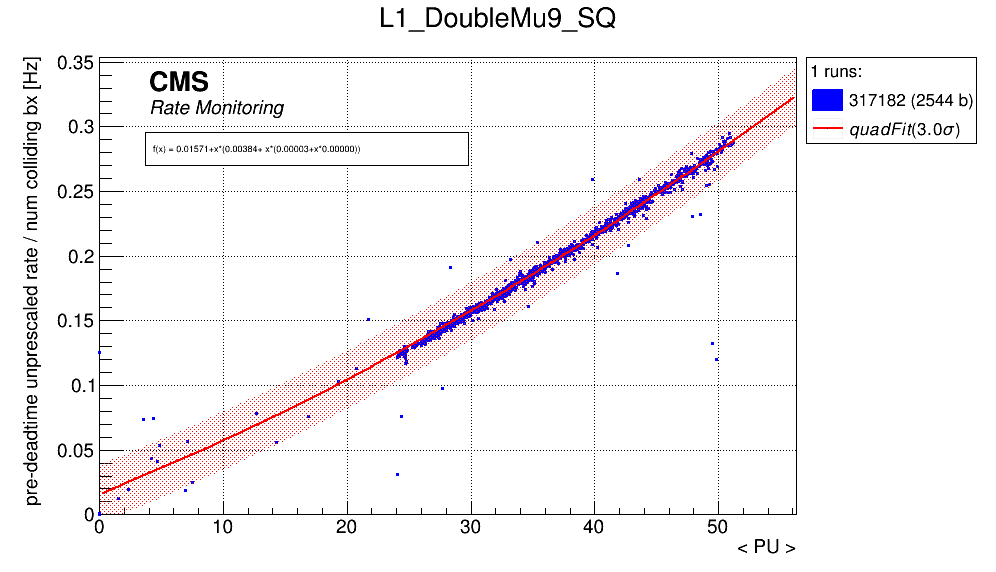 L1_DoubleMu9_SQ
pre-deadtime unprescaled rate / num colliding bx [Hz]
0.35
0.3
0.25
0.2
0.15
0.1
0.05
0
CMS
Rate Monitoring
f(x) = 0.01571+x*(0.00384+ x*(0.00003+x*0.00000))
0 10 20 30 40 50
< PU >
1 runs:
317182 (2544 b)
quadFit(3.0σ)